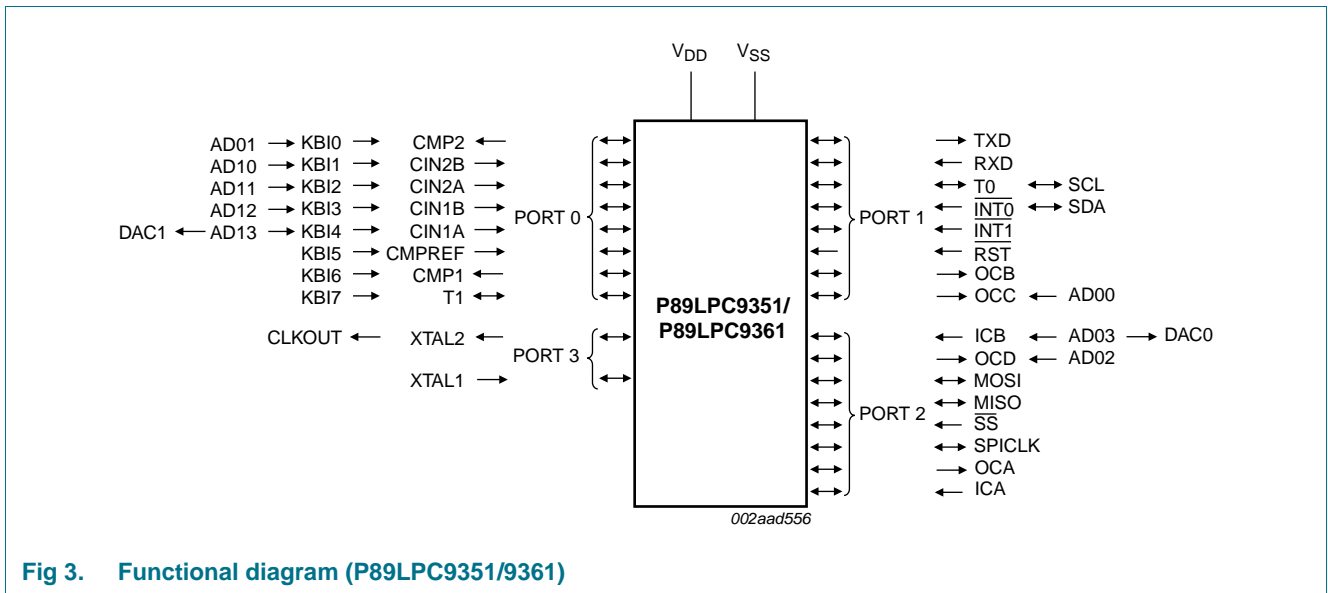 VDD VSS
AD01 KBI0 CMP2 TXD
AD10 KBI1 CIN2B RXD
AD11 KBI2 CIN2A T0 SCL
AD12 KBI3 CIN1B PORT 0 PORT 1 INT0 SDA
DAC1 AD13 KBI4 CIN1A INT1
KBI5 CMPREF RST
KBI6 CMP1 OCB
KBI7 T1 OCC AD00
P89LPC9351/
P89LPC9361
CLKOUT XTAL2 PORT 3 ICB AD03 DAC0
OCD AD02
XTAL1 MOSI
MISO
PORT 2 SS
SPICLK
OCA
ICA
002aad556
Fig 3. Functional diagram (P89LPC9351/9361)